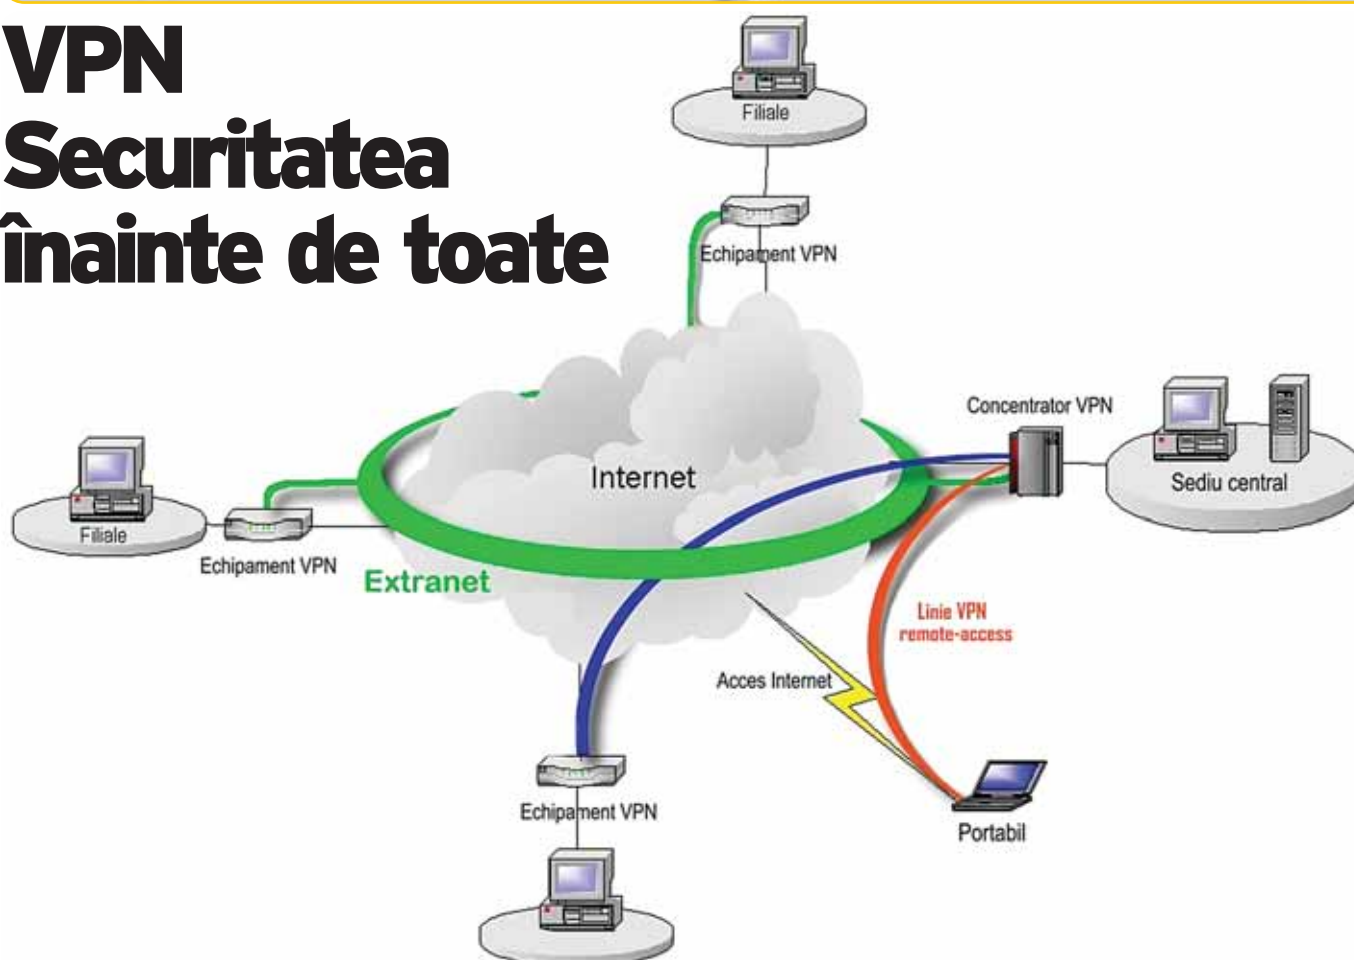 VPN
Securitatea
înainte de toate
Filiale
Echipament VPN
Concentrator VPN
Internet
Sediu central
Filiale
Echipament VPN
Extranet
Linie VPN
remote-access
Acces Internet
Echipament VPN
Portabil